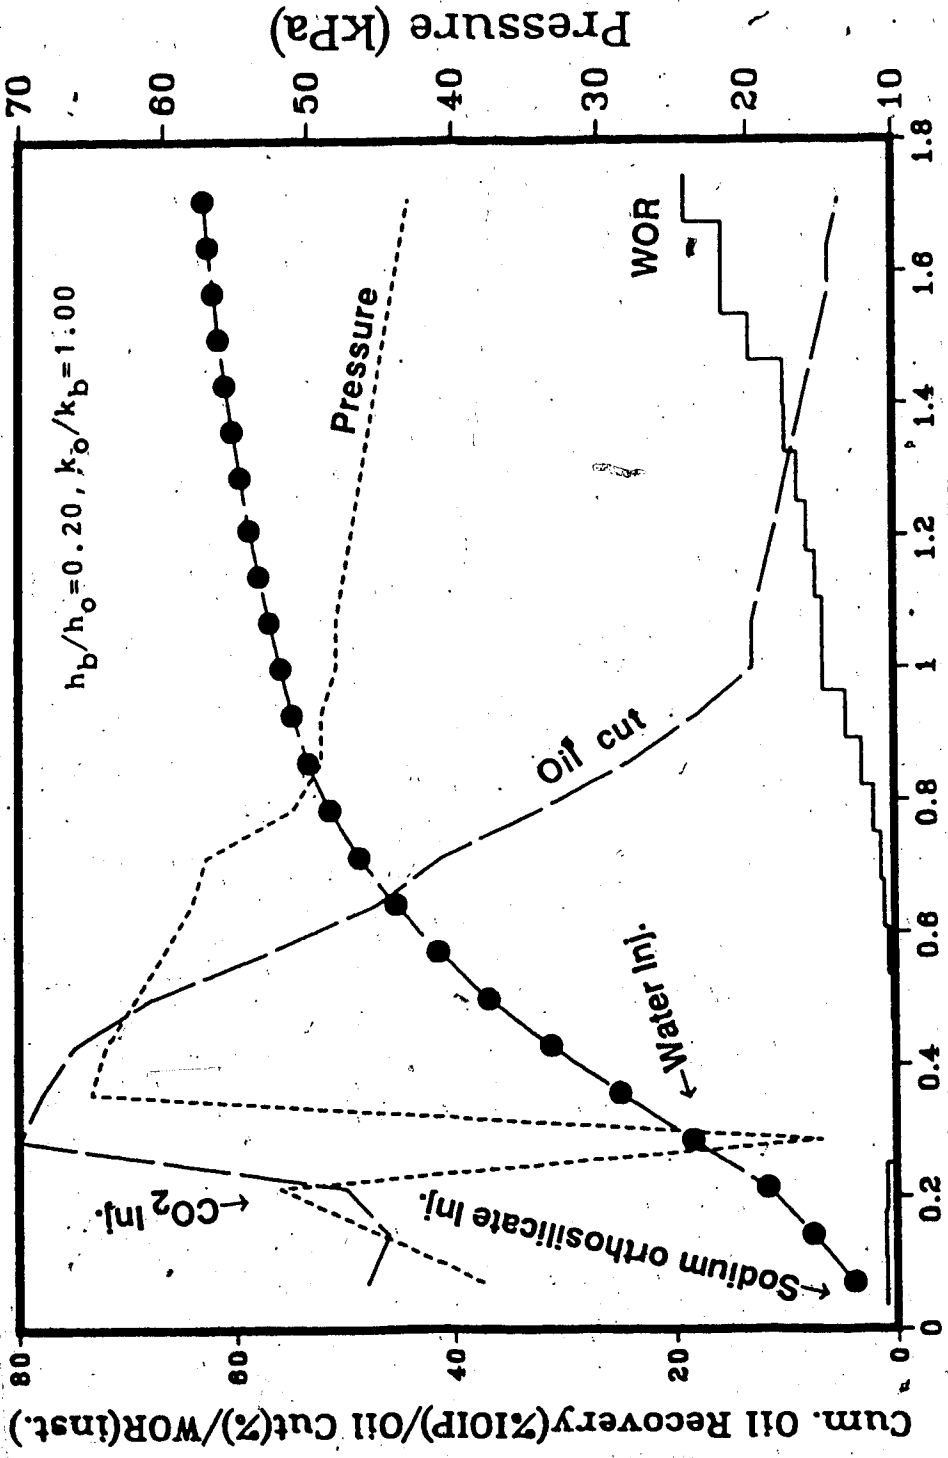 Cum. Oil Recovery(%IOIP)/Oil Cut(%)/WOR(inst.)
80
60
40
20
0
h_b/h_o=0.20, k_o/k_b=1.00
CO₂ Inj.
Sodium orthosilicate Inj.
Water Inj.
Oil cut
Pressure
WOR
0
0.2
0.4
0.6
0.8
1
1.2
1.4
1.6
1.8
70
60
50
40
30
20
10
Pressure (kPa)